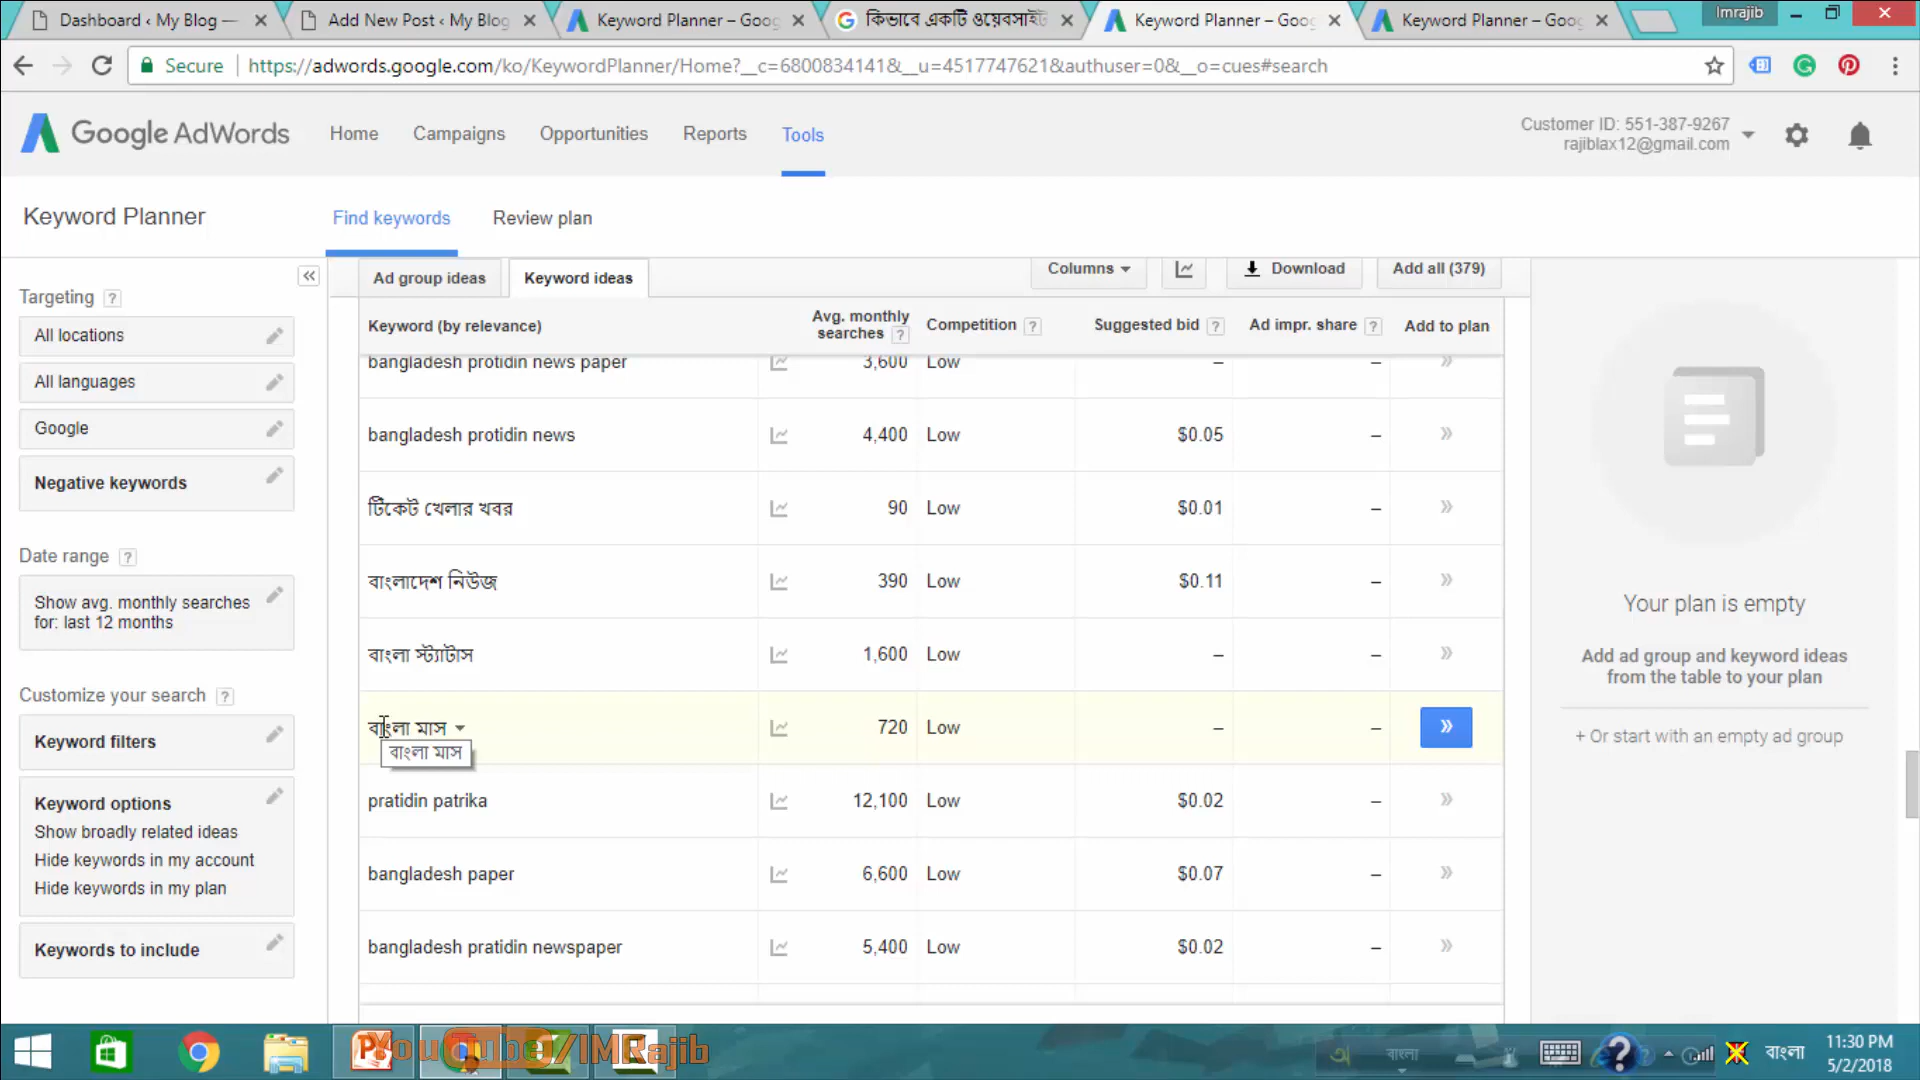 Dashboard ‹ My Blog —
Add New Post ‹ My Blog
Keyword Planner – Goog
কিভাবে একটি ওয়েবসাইট
Keyword Planner – Goog
Keyword Planner – Goog
Imrajib
Secure
https://adwords.google.com/ko/KeywordPlanner/Home?__c=6800834141&__u=4517747621&authuser=0&__o=cues#search
Google AdWords
Home
Campaigns
Opportunities
Reports
Tools
Customer ID: 551-387-9267
rajiblax12@gmail.com
Keyword Planner
Find keywords
Review plan
Targeting ?
All locations
All languages
Google
Negative keywords
Date range ?
Show avg. monthly searches
for: last 12 months
Customize your search ?
Keyword filters
Keyword options
Show broadly related ideas
Hide keywords in my account
Hide keywords in my plan
Keywords to include
Ad group ideas
Keyword ideas
Columns
Download
Add all (379)
Keyword (by relevance)
Avg. monthly
searches ?
Competition ?
Suggested bid ?
Ad impr. share ?
Add to plan
bangladesh protidin news paper 3,600 Low – – »
bangladesh protidin news 4,400 Low $0.05 – »
টিকেট খেলার খবর 90 Low $0.01 – »
বাংলাদেশ নিউজ 390 Low $0.11 – »
বাংলা স্ট্যাটাস 1,600 Low – – »
বাংলা মাস 720 Low – – »
বাংলা মাস
pratidin patrika 12,100 Low $0.02 – »
bangladesh paper 6,600 Low $0.07 – »
bangladesh pratidin newspaper 5,400 Low $0.02 – »
Your plan is empty
Add ad group and keyword ideas
from the table to your plan
+ Or start with an empty ad group
YouTube/IMRajib
বাংলা
বাংলা
11:30 PM
5/2/2018